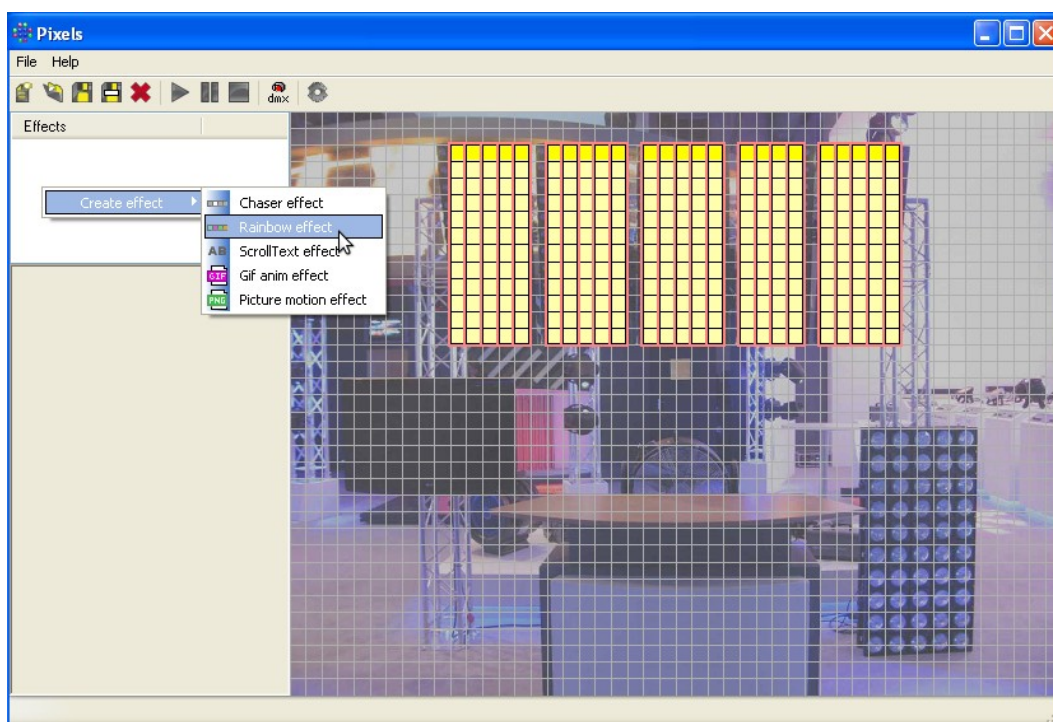 Pixels
File Help
dmx
Effects
Create effect
Chaser effect
Rainbow effect
AB ScrollText effect
GIF Gif anim effect
PNG Picture motion effect